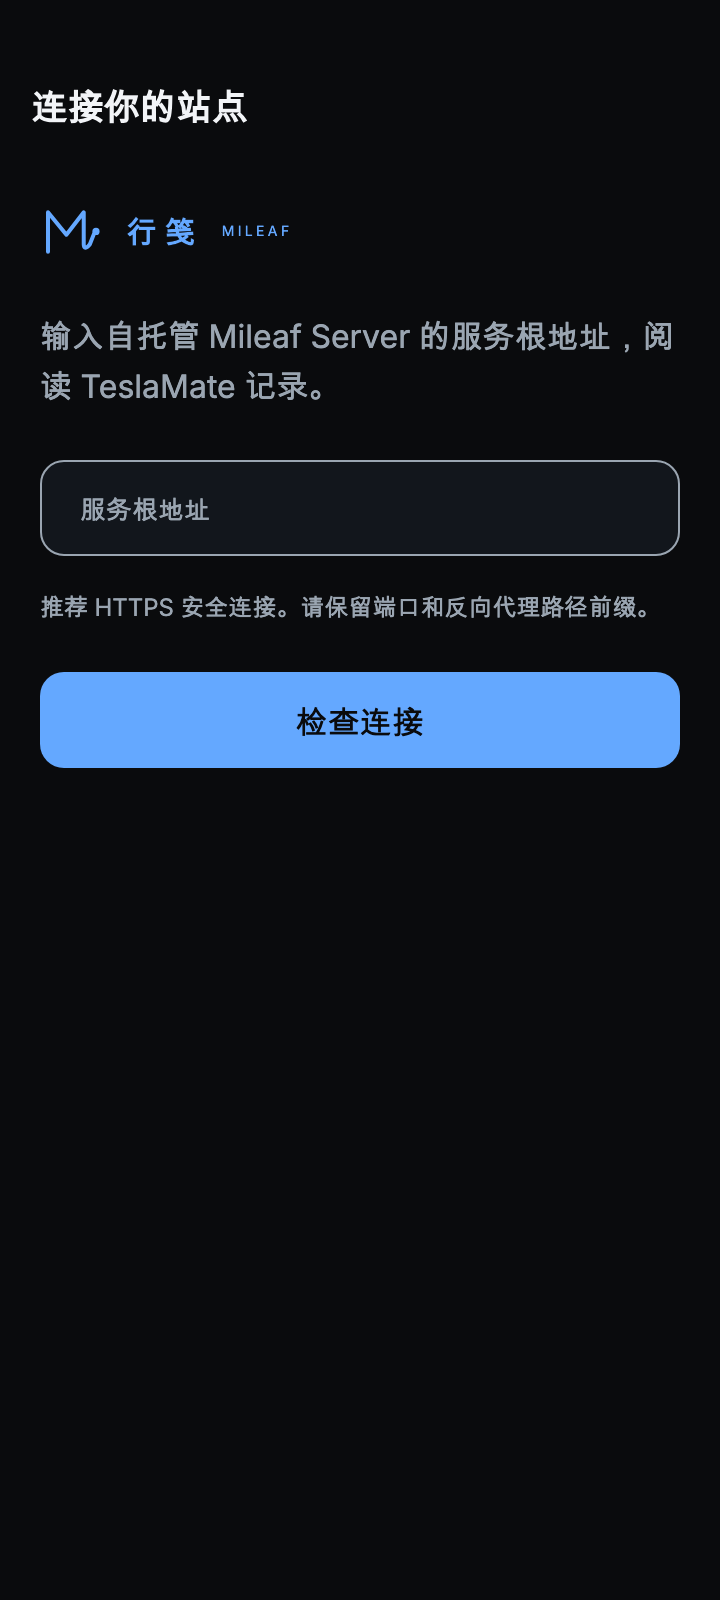 连接你的站点
行笺 MILEAF
输入自托管 Mileaf Server 的服务根地址，阅
读 TeslaMate 记录。
服务根地址
推荐 HTTPS 安全连接。请保留端口和反向代理路径前缀。
检查连接